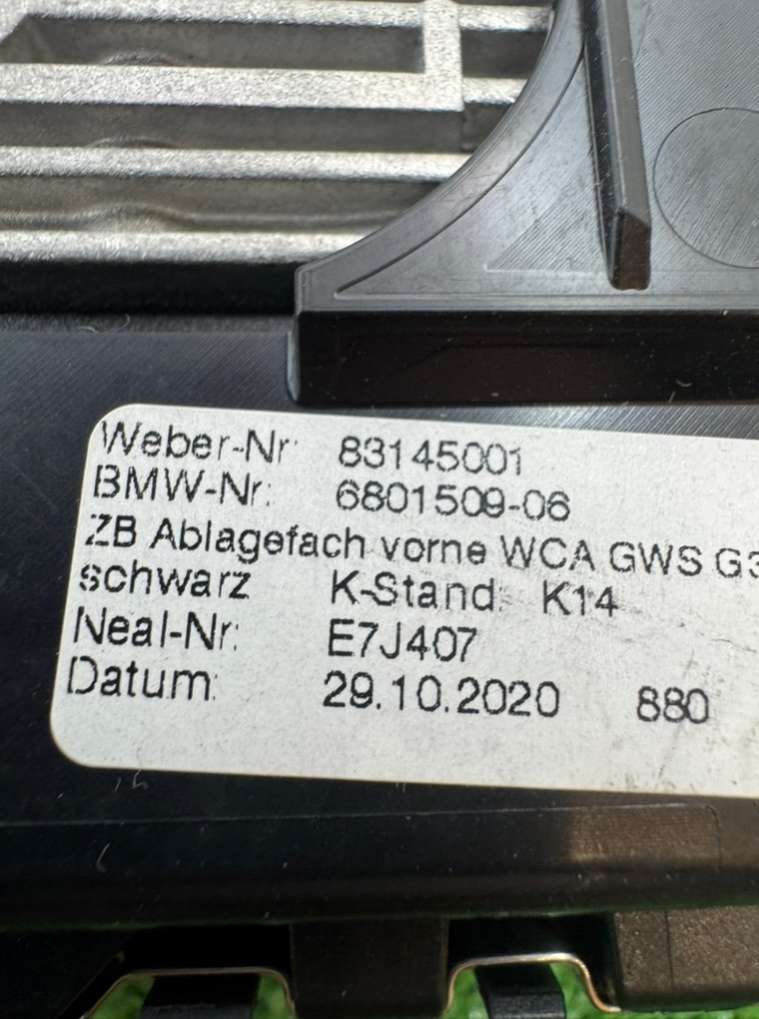 Weber-Nr: 83145001
BMW-Nr: 6801509-06
ZB Ablagefach vorne WCA GWS G3
schwarz K-Stand: K14
Neal-Nr: E7J407
Datum: 29.10.2020 880